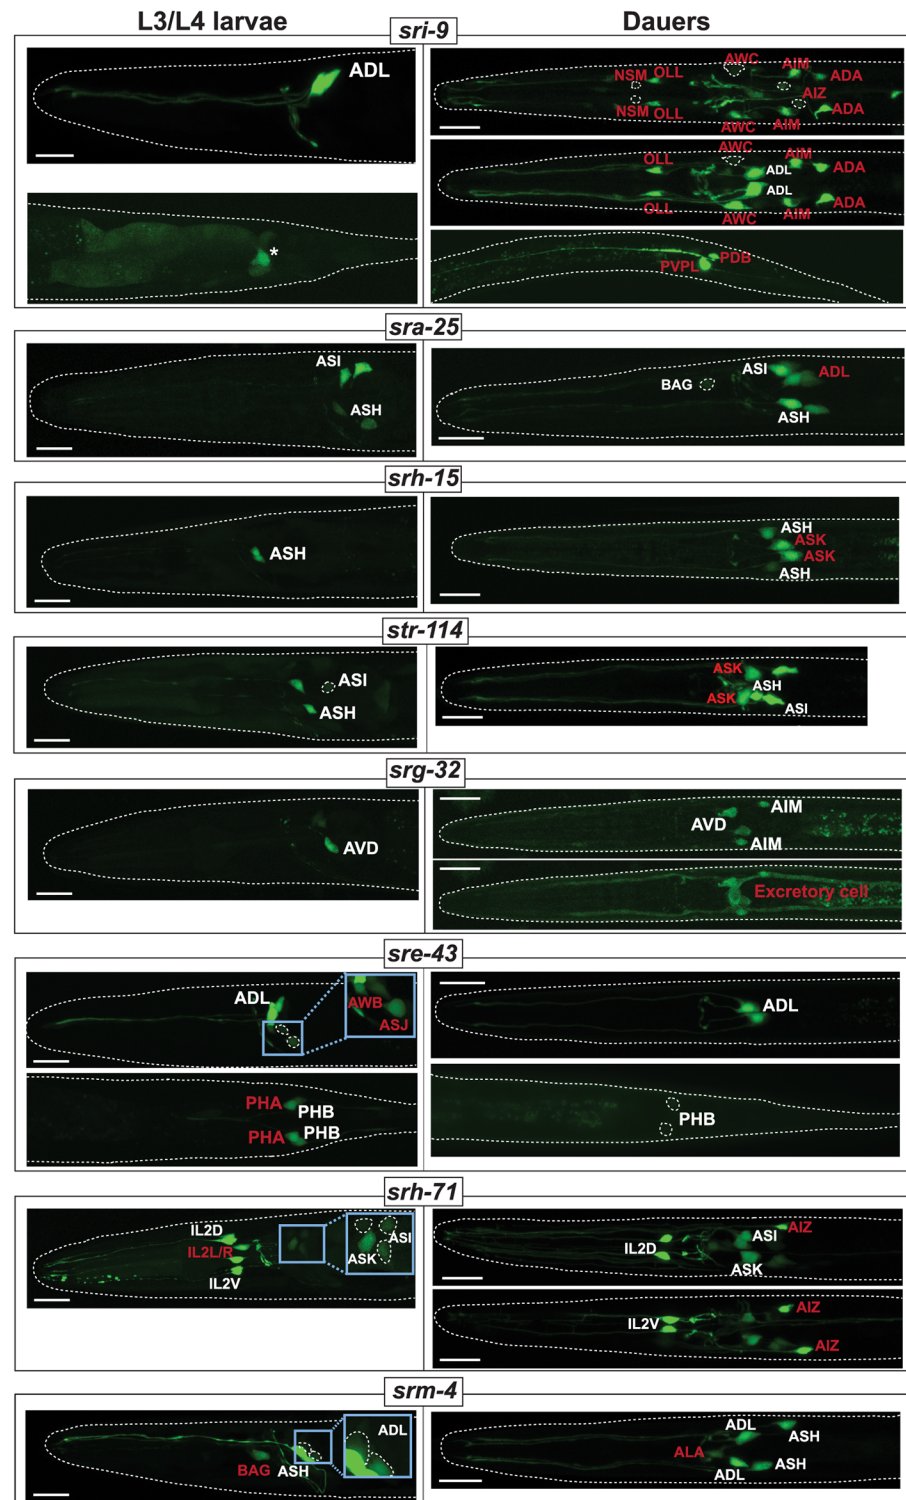 L3/L4 larvae
Dauers
sri-9
ADL
*
AWC
AIM
NSM
OLL
ADA
AIZ
NSM
OLL
AWC
AIM
ADA
AWC
AIM
OLL
ADL
ADA
ADL
OLL
AWC
AIM
ADA
PVPL
PDB
sra-25
ASI
ASH
BAG
ASI
ADL
ASH
srh-15
ASH
ASH
ASK
ASK
ASH
str-114
ASI
ASH
ASK
ASH
ASK
ASI
srg-32
AVD
AIM
AVD
AIM
Excretory cell
sre-43
ADL
AWB
ASJ
PHA
PHB
PHA
PHB
ADL
PHB
srh-71
IL2D
IL2L/R
IL2V
ASI
ASK
IL2D
ASI
AIZ
ASK
IL2V
AIZ
AIZ
srm-4
BAG
ASH
ADL
ADL
ASH
ALA
ADL
ASH